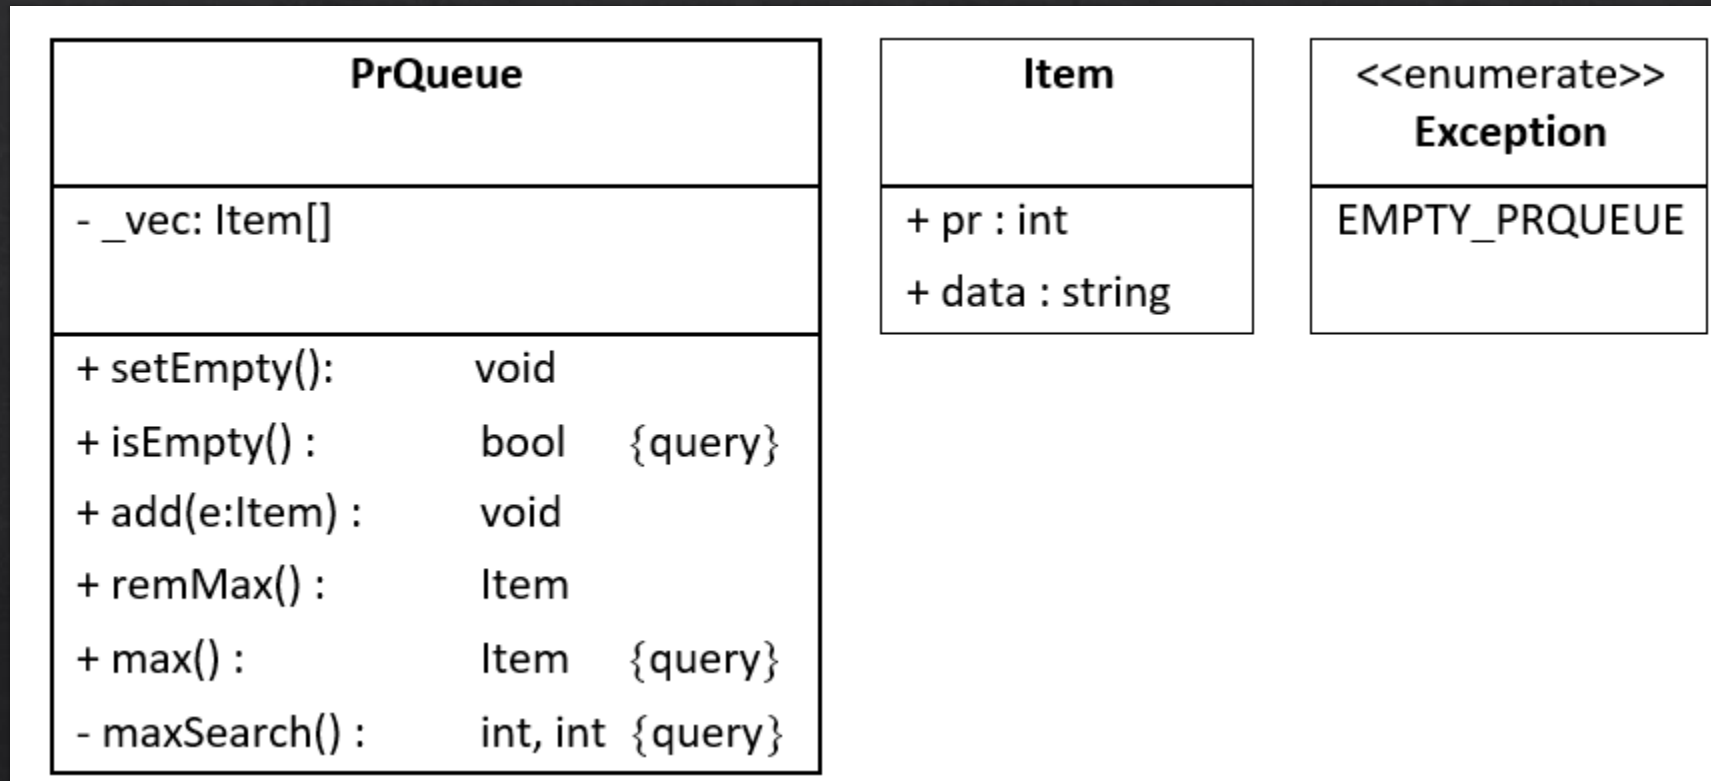 PrQueue
- _vec: Item[]
+ setEmpty(): void
+ isEmpty() : bool {query}
+ add(e:Item) : void
+ remMax() : Item
+ max() : Item {query}
- maxSearch() : int, int {query}
Item
+ pr : int
+ data : string
<<enumerate>>
Exception
EMPTY_PRQUEUE